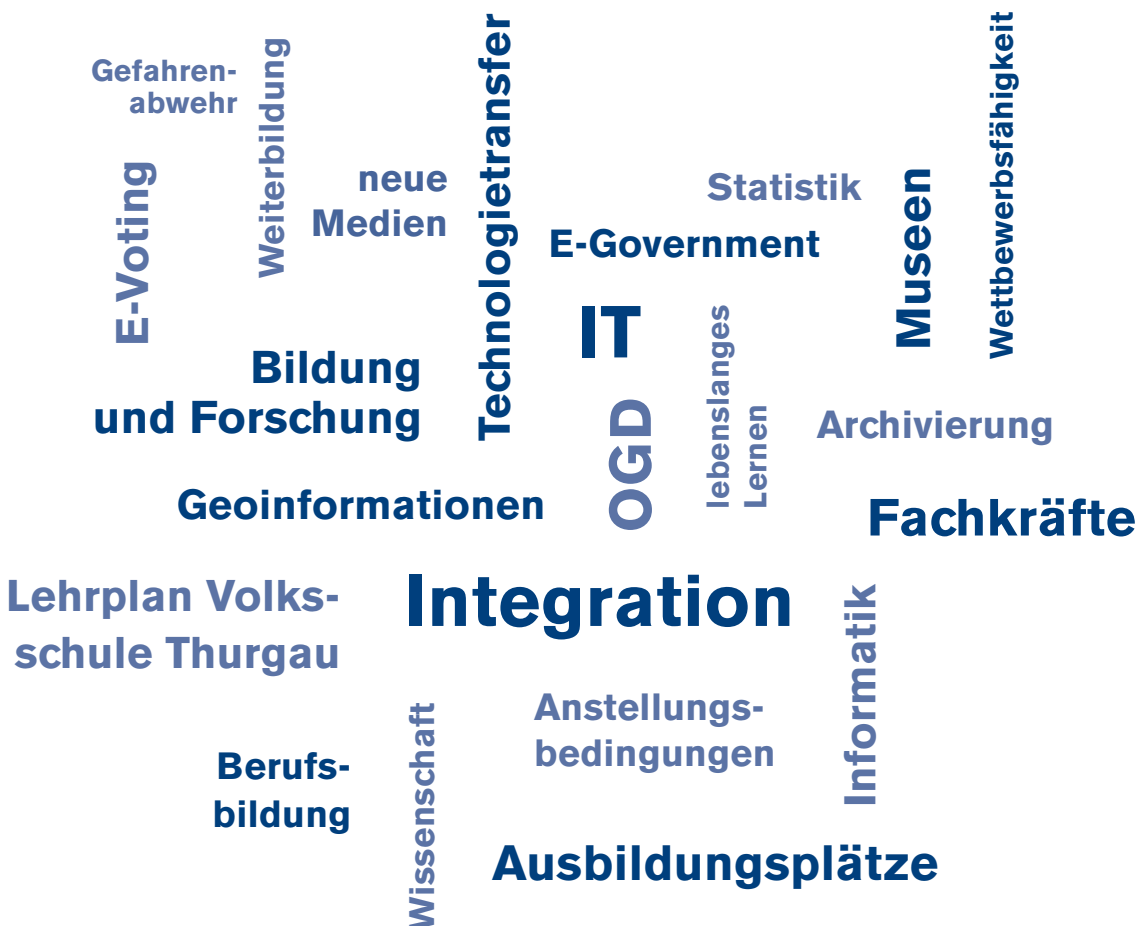 Gefahren-
abwehr
Weiterbildung
Technologietransfer
Wettbewerbsfähigkeit
E-Voting
neue
Medien
Statistik
Museen
E-Government
IT
lebenslanges
Lernen
Bildung
und Forschung
OGD
Archivierung
Geoinformationen
Fachkräfte
Lehrplan Volks-
schule Thurgau
Integration
Informatik
Anstellungs-
bedingungen
Wissenschaft
Berufs-
bildung
Ausbildungsplätze